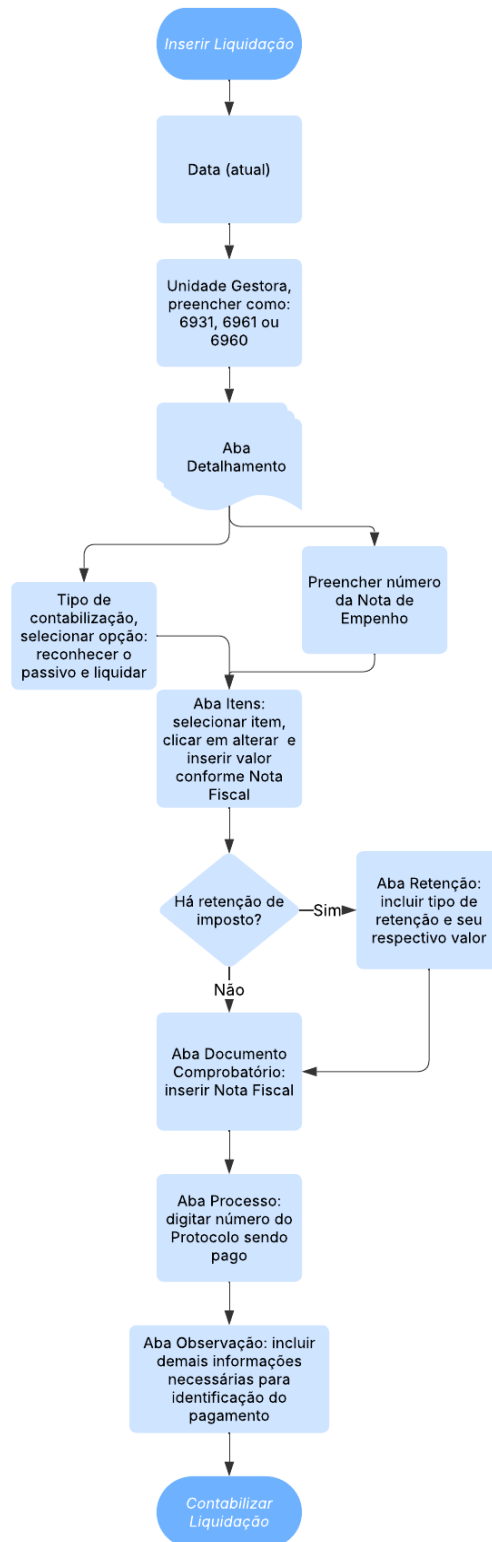 Inserir Liquidação
Data (atual)
Unidade Gestora,
preencher como:
6931, 6961 ou
6960
Aba
Detalhamento
Tipo de
contabilização,
selecionar opção:
reconhecer o
passivo e liquidar
Preencher número
da Nota de
Empenho
Aba Itens:
selecionar item,
clicar em alterar e
inserir valor
conforme Nota
Fiscal
Há retenção de
imposto?
Sim
Aba Retenção:
incluir tipo de
retenção e seu
respectivo valor
Não
Aba Documento
Comprobatório:
inserir Nota Fiscal
Aba Processo:
digitar número do
Protocolo sendo
pago
Aba Observação: incluir
demais informações
necessárias para
identificação do
pagamento
Contabilizar
Liquidação